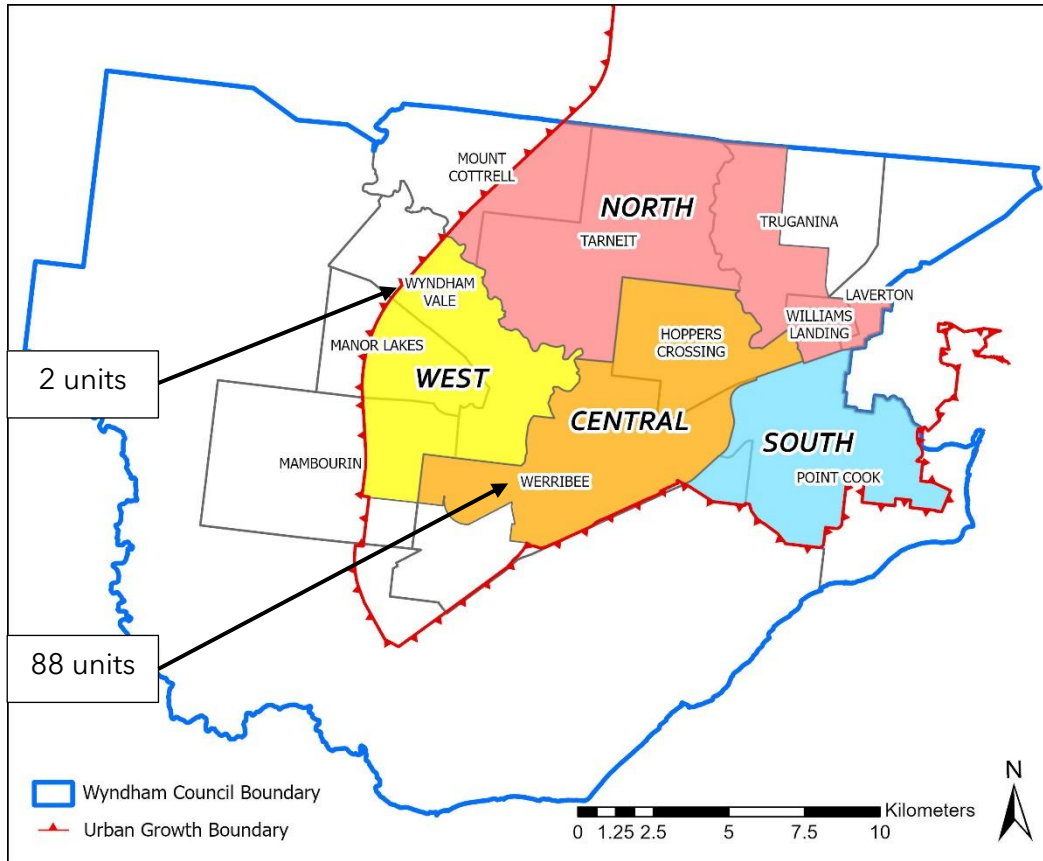 MOUNT
COTTRELL
NORTH
TARNEIT
TRUGANINA
WYNDHAM
VALE
LAVERTON
WILLIAMS
LANDING
HOPPERS
CROSSING
MANOR LAKES
2 units
WEST
CENTRAL
SOUTH
MAMBOURIN
WERRIBEE
POINT COOK
88 units
N
Wyndham Council Boundary
Urban Growth Boundary
Kilometers
0 1.25 2.5 5 7.5 10